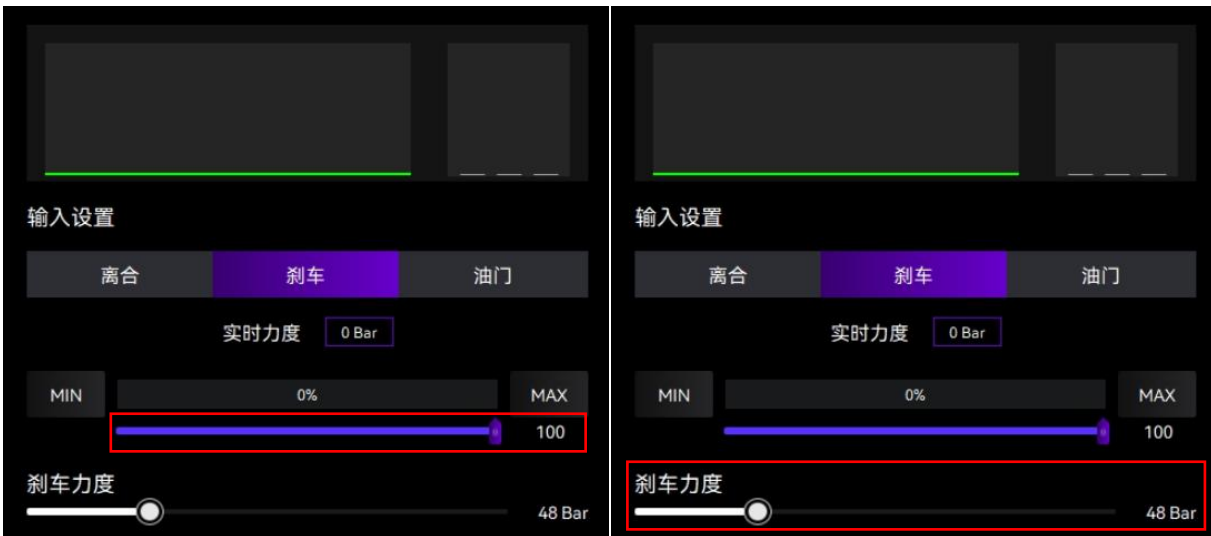 输入设置
离合 刹车 油门
实时力度 0 Bar
MIN 0% MAX
100
刹车力度
48 Bar
输入设置
离合 刹车 油门
实时力度 0 Bar
MIN 0% MAX
100
刹车力度
48 Bar